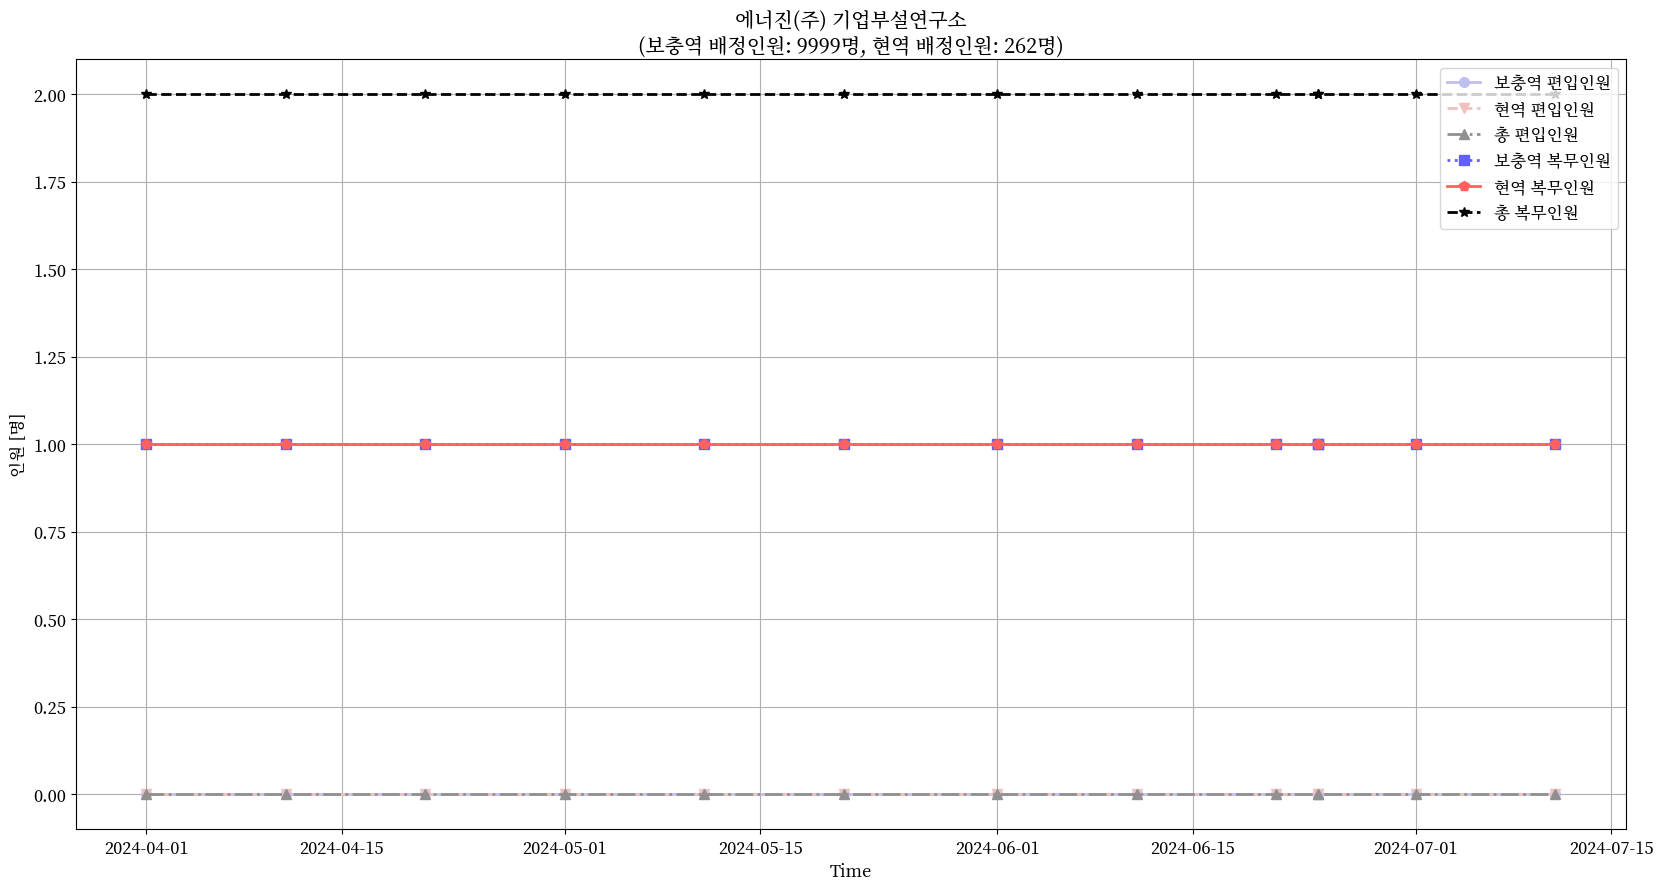 에너진(주) 기업부설연구소
(보충역 배정인원: 9999명, 현역 배정인원: 262명)
보충역 편입인원
현역 편입인원
총 편입인원
보충역 복무인원
현역 복무인원
총 복무인원
인원 [명]
2.00
1.75
1.50
1.25
1.00
0.75
0.50
0.25
0.00
2024-04-01 2024-04-15 2024-05-01 2024-05-15 2024-06-01 2024-06-15 2024-07-01 2024-07-15
Time